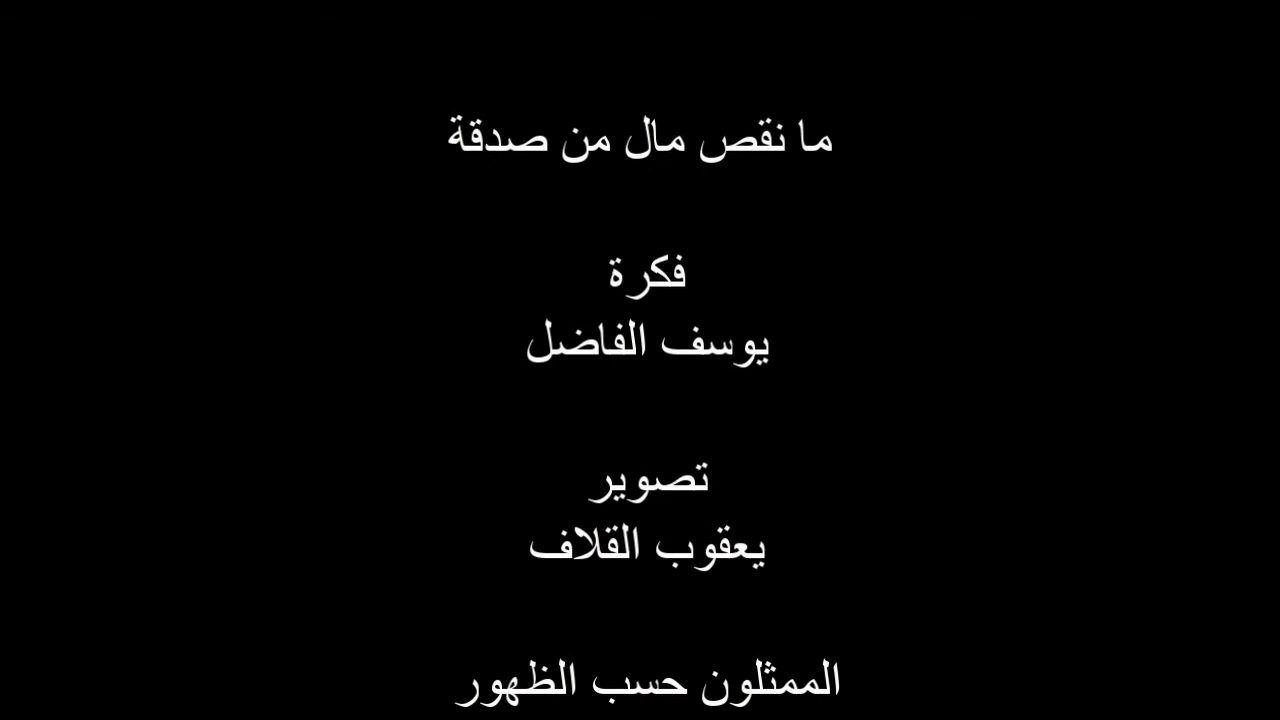 ما نقص مال من صدقة
فكرة
يوسف الفاضل
تصوير
يعقوب القلاف
الممثلون حسب الظهور